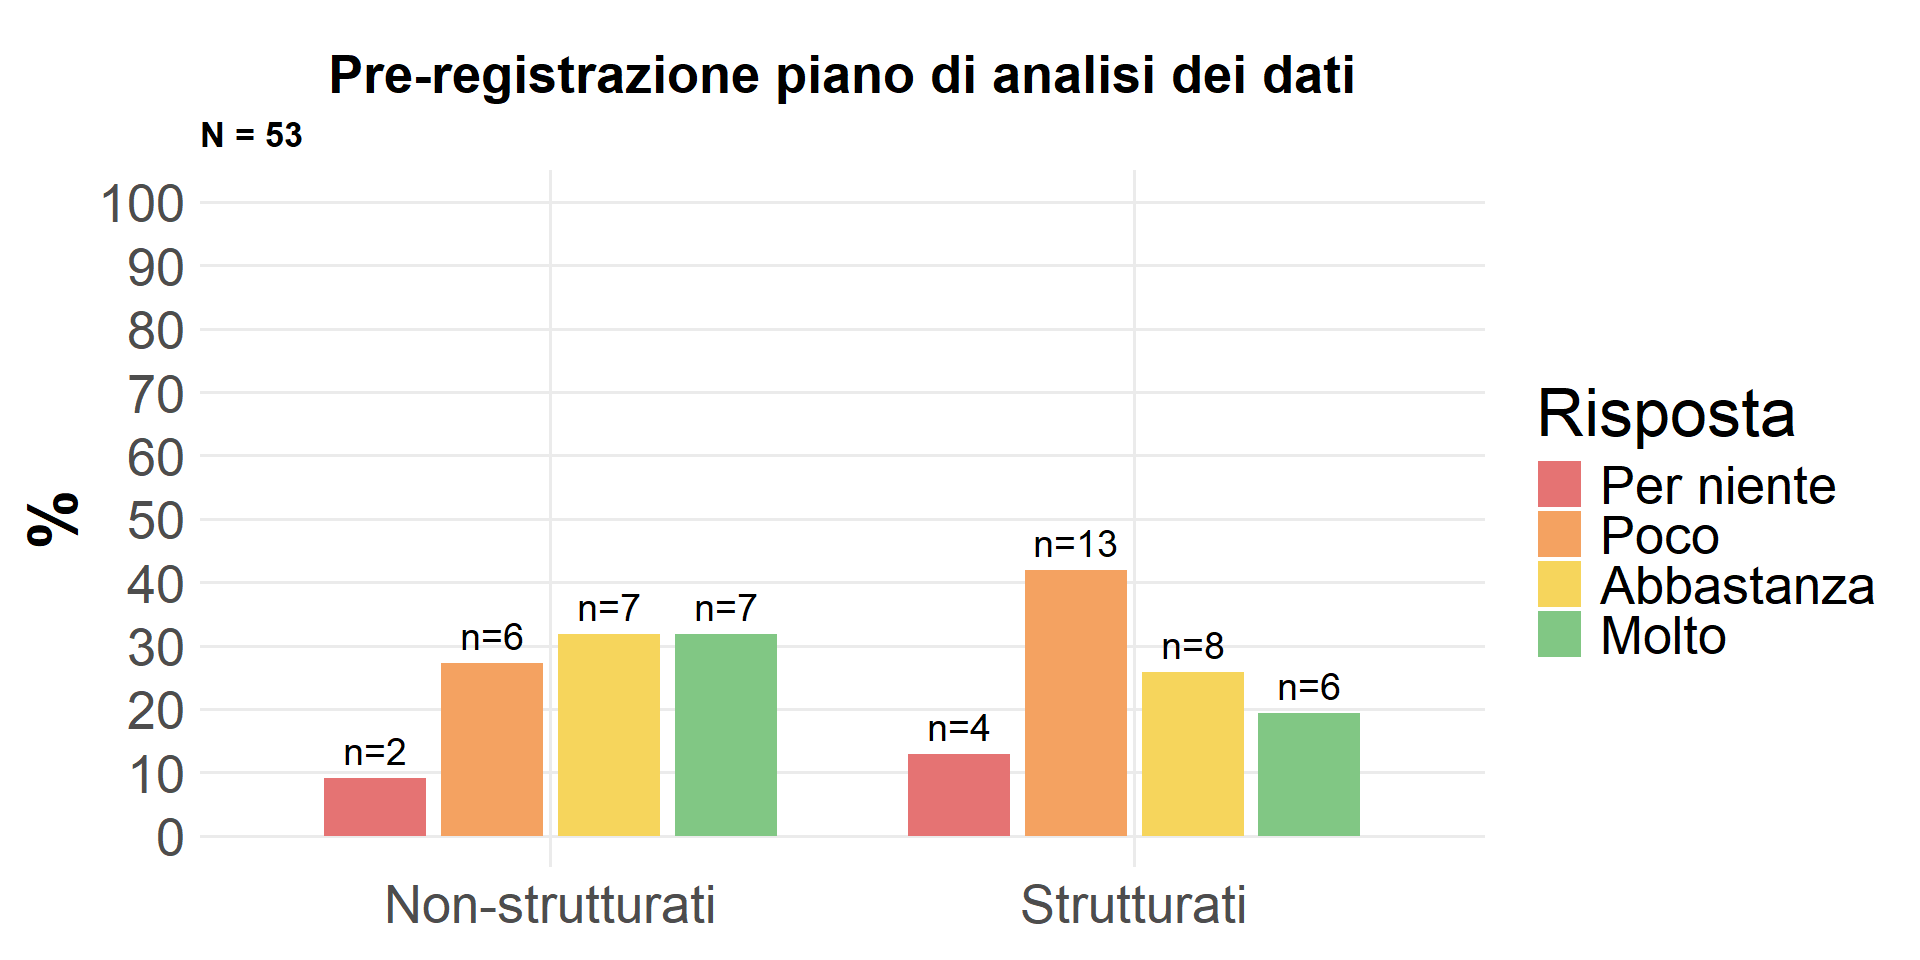 Pre-registrazione piano di analisi dei dati
N = 53
100
90
80
70
60
50
40
30
20
10
0
%
n=2
n=6
n=7
n=7
n=4
n=13
n=8
n=6
Non-strutturati
Strutturati
Risposta
Per niente
Poco
Abbastanza
Molto